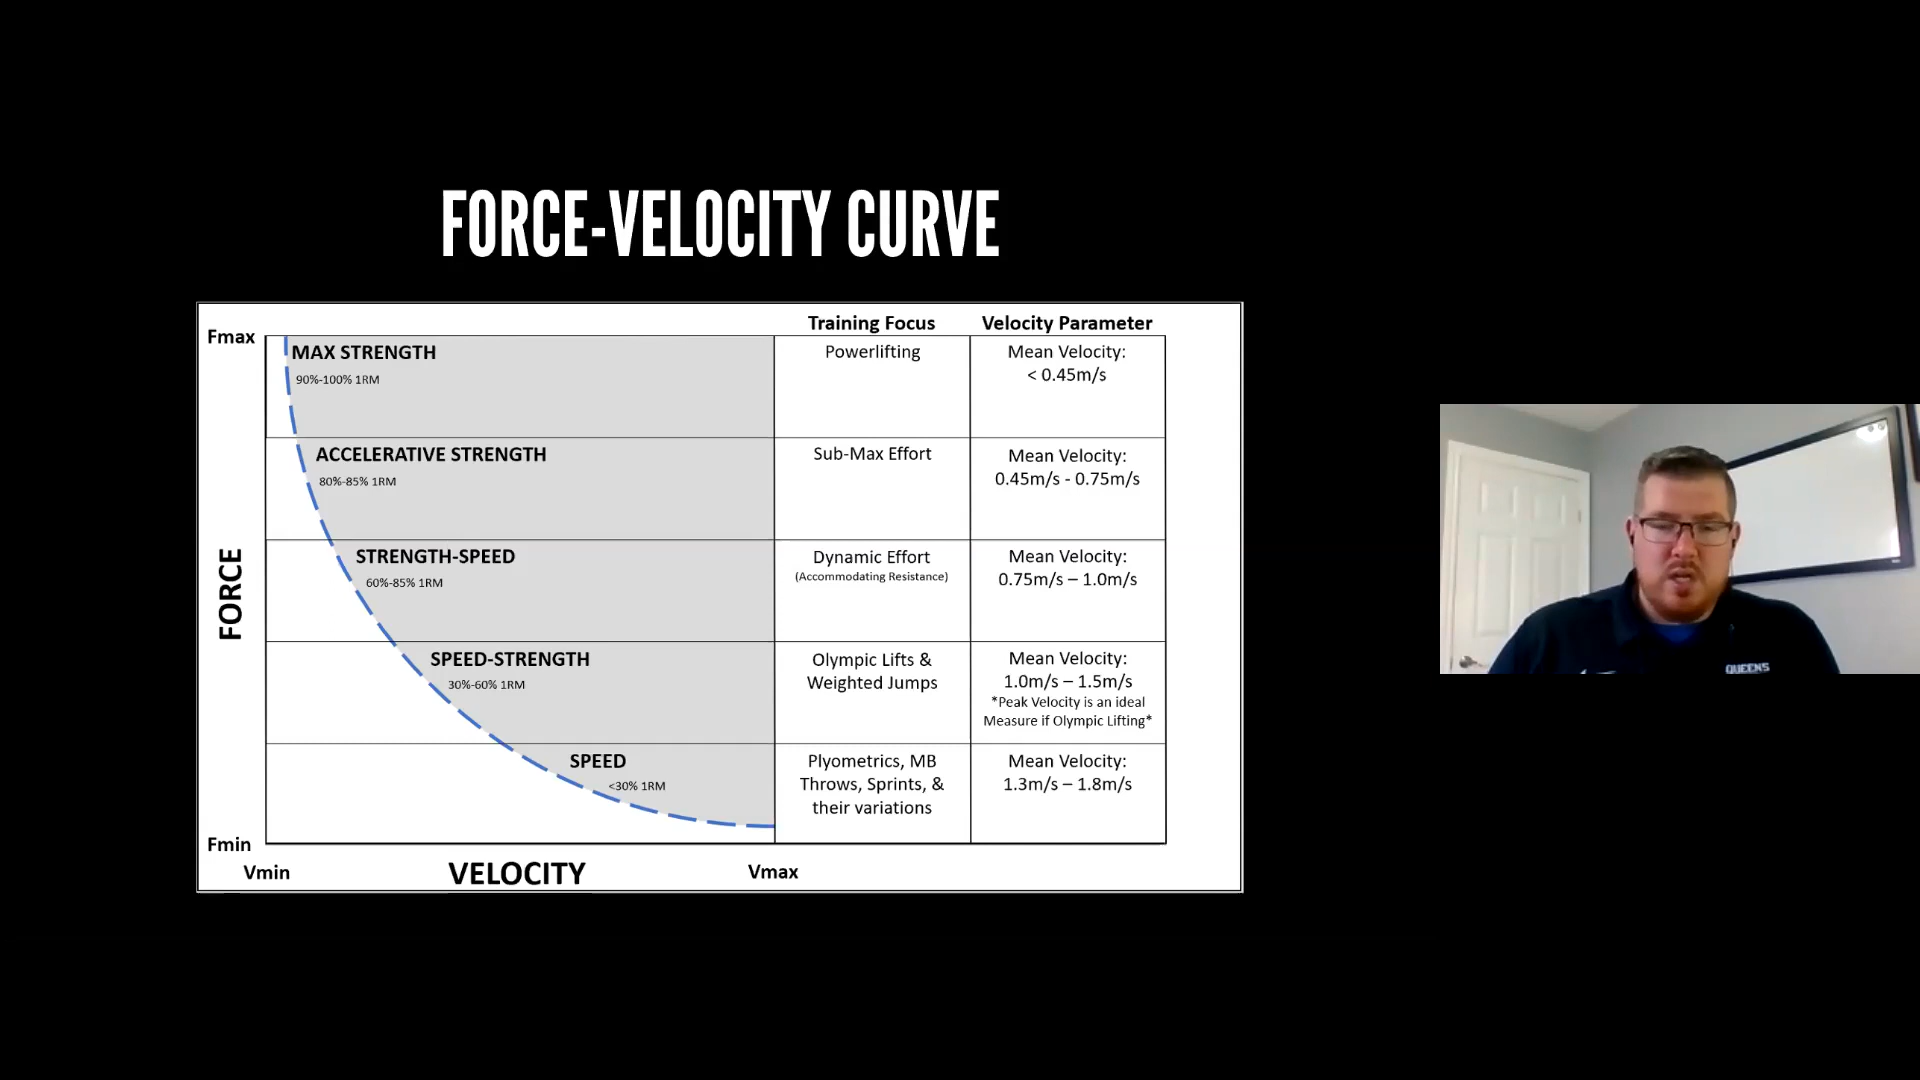 FORCE-VELOCITY CURVE
Training Focus
Velocity Parameter
Fmax
MAX STRENGTH
90%-100% 1RM
Powerlifting
Mean Velocity:
< 0.45m/s
ACCELERATIVE STRENGTH
80%-85% 1RM
Sub-Max Effort
Mean Velocity:
0.45m/s - 0.75m/s
FORCE
STRENGTH-SPEED
60%-85% 1RM
Dynamic Effort
(Accommodating Resistance)
Mean Velocity:
0.75m/s – 1.0m/s
SPEED-STRENGTH
30%-60% 1RM
Olympic Lifts &
Weighted Jumps
Mean Velocity:
1.0m/s – 1.5m/s
*Peak Velocity is an ideal
Measure if Olympic Lifting*
SPEED
<30% 1RM
Plyometrics, MB
Throws, Sprints, &
their variations
Mean Velocity:
1.3m/s – 1.8m/s
Fmin
Vmin
VELOCITY
Vmax
QUEENS